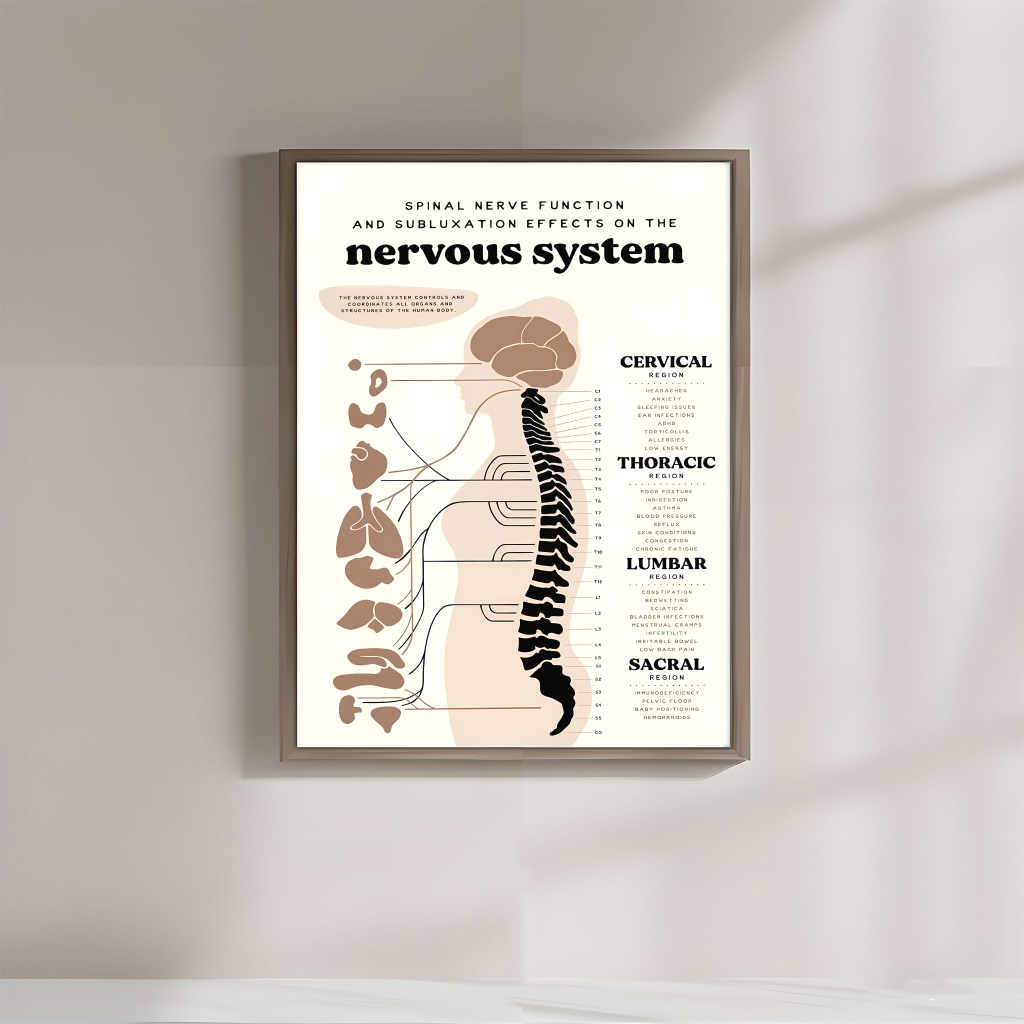 SPINAL NERVE FUNCTION
AND SUBLUXATION EFFECTS ON THE
nervous system
THE NERVOUS SYSTEM CONTROLS AND
COORDINATES ALL ORGANS AND
STRUCTURES OF THE HUMAN BODY.
C1
C2
C3
C4
C5
C6
C7
T1
T2
T3
T4
T5
T6
T7
T8
T9
T10
T11
T12
L1
L2
L3
L4
L5
S1
S2
S3
S4
S5
CO
CERVICAL
REGION
HEADACHES
ANXIETY
SLEEPING ISSUES
EAR INFECTIONS
ADHD
TORTICOLLIS
ALLERGIES
LOW ENERGY
THORACIC
REGION
POOR POSTURE
INDIGESTION
ASTHMA
BLOOD PRESSURE
REFLUX
SKIN CONDITIONS
CONGESTION
CHRONIC FATIGUE
LUMBAR
REGION
CONSTIPATION
BEDWETTING
SCIATICA
BLADDER INFECTIONS
MENSTRUAL CRAMPS
INFERTILITY
IRRITABLE BOWEL
LOW BACK PAIN
SACRAL
REGION
IMMUNODEFICIENCY
PELVIC FLOOR
BABY POSITIONING
HEMORRHOIDS